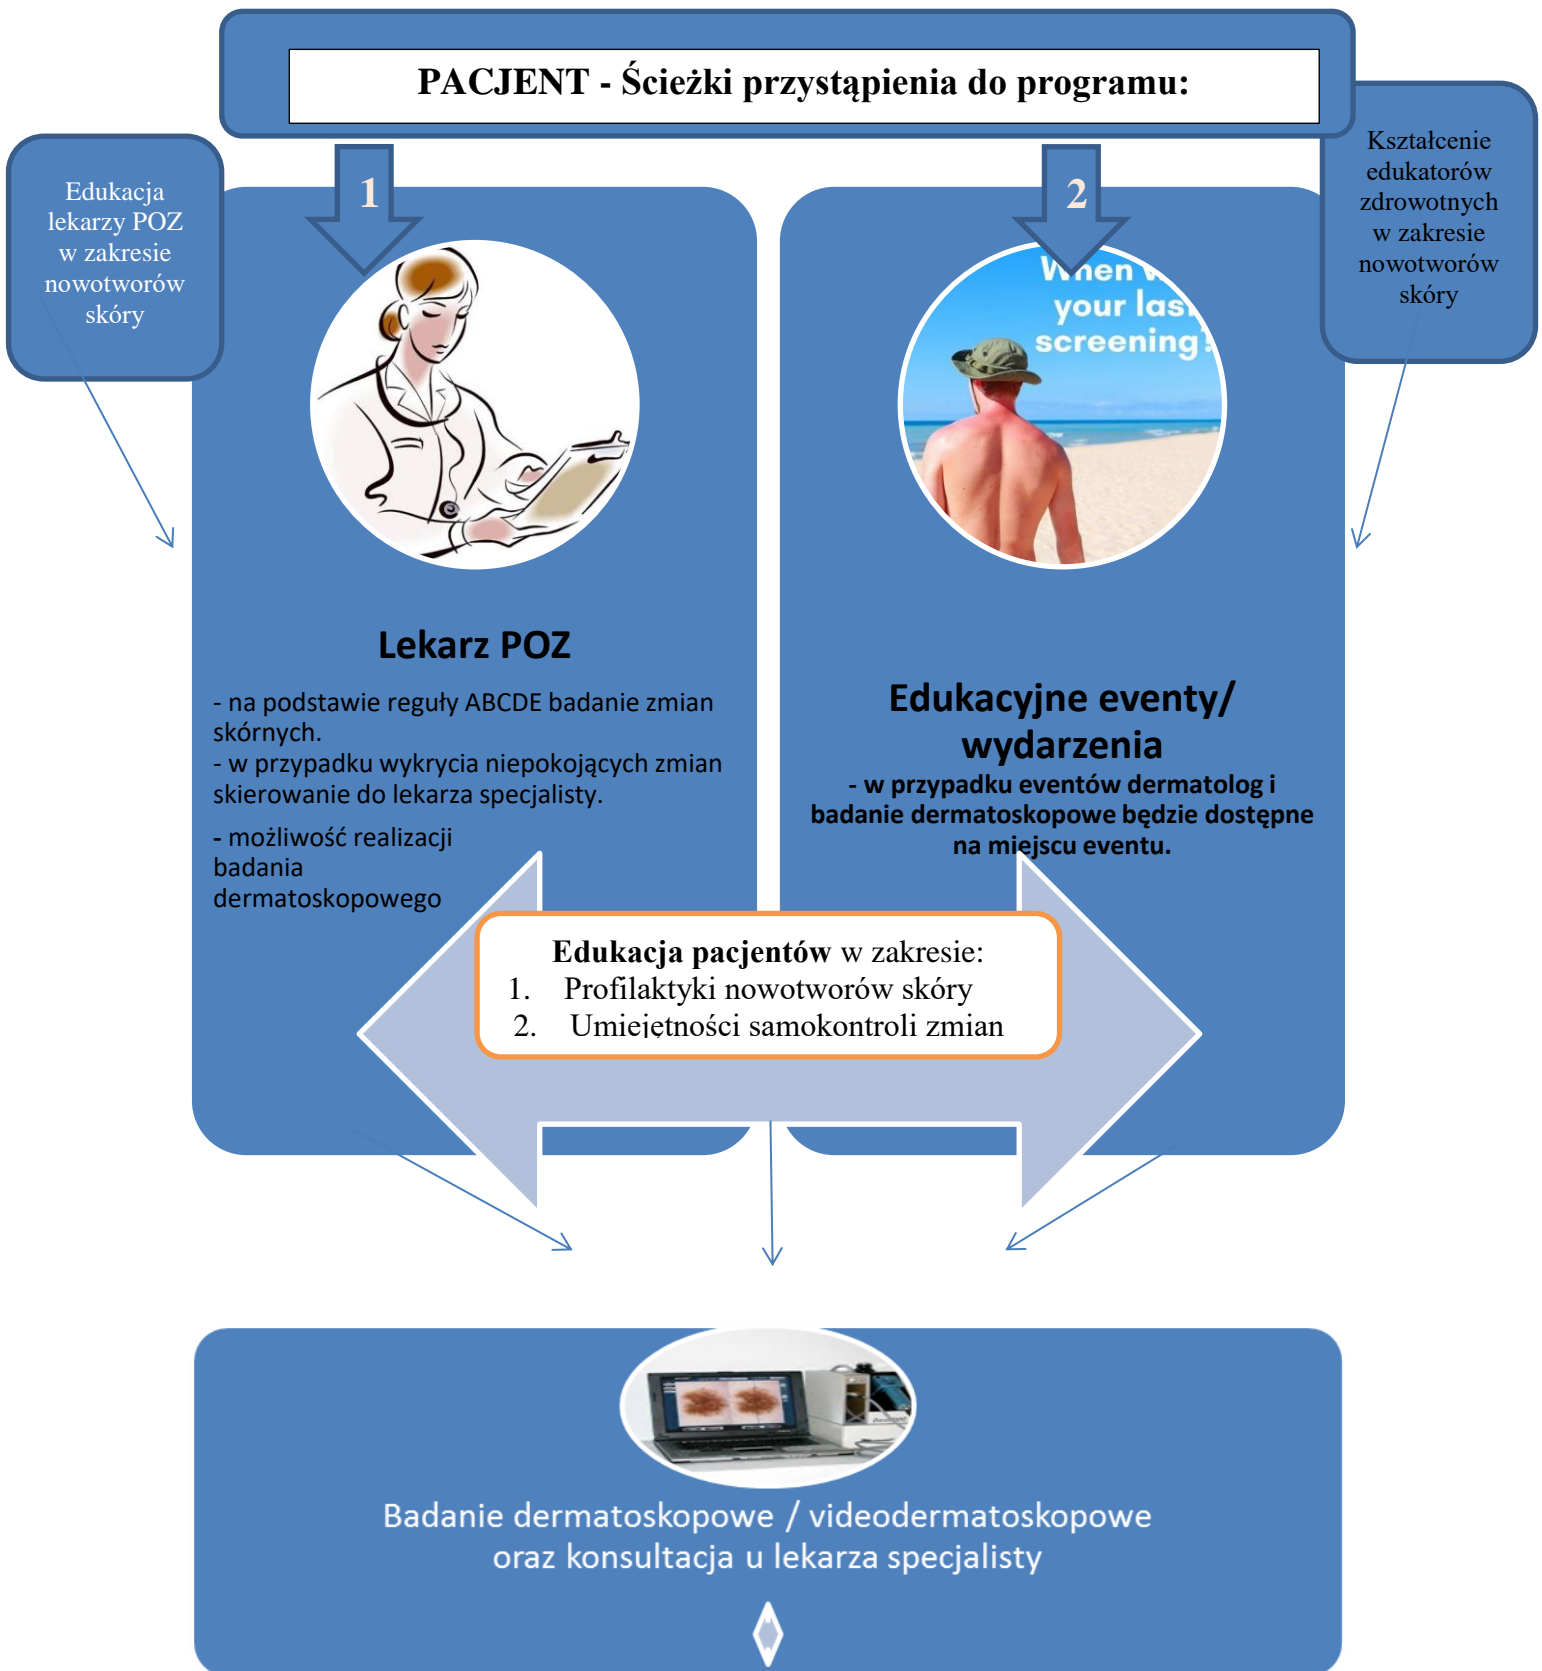 PACJENT - Ścieżki przystąpienia do programu:
Edukacja
lekarzy POZ
w zakresie
nowotworów
skóry
1
2
Kształcenie
edukatorów
zdrowotnych
w zakresie
nowotworów
skóry
When
your last
screening?
Lekarz POZ
- na podstawie reguły ABCDE badanie zmian
skórnych.
- w przypadku wykrycia niepokojących zmian
skierowanie do lekarza specjalisty.
- możliwość realizacji
badania
dermatoskopowego
Edukacyjne eventy/
wydarzenia
- w przypadku eventów dermatolog i
badanie dermatoskopowe będzie dostępne
na miejscu eventu.
Edukacja pacjentów w zakresie:
1. Profilaktyki nowotworów skóry
2. Umiejętności samokontroli zmian
Badanie dermatoskopowe / videodermatoskopowe
oraz konsultacja u lekarza specjalisty